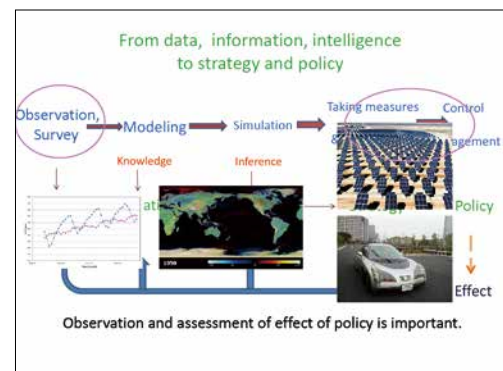 From data, information, intelligence
to strategy and policy
Observation,
Survey
Modeling
Simulation
Taking measures
Control
&
agement
Knowledge
Inference
Policy
Effect
Observation and assessment of effect of policy is important.